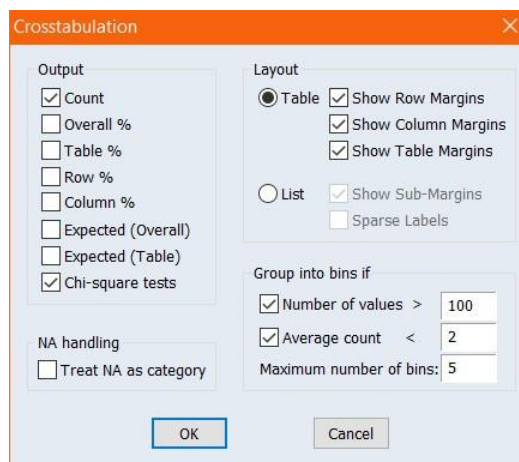 Crosstabulation
Output
Count
Overall %
Table %
Row %
Column %
Expected (Overall)
Expected (Table)
Chi-square tests
NA handling
Treat NA as category
Layout
Table
Show Row Margins
Show Column Margins
Show Table Margins
List
Show Sub-Margins
Sparse Labels
Group into bins if
Number of values > 100
Average count < 2
Maximum number of bins: 5
OK
Cancel